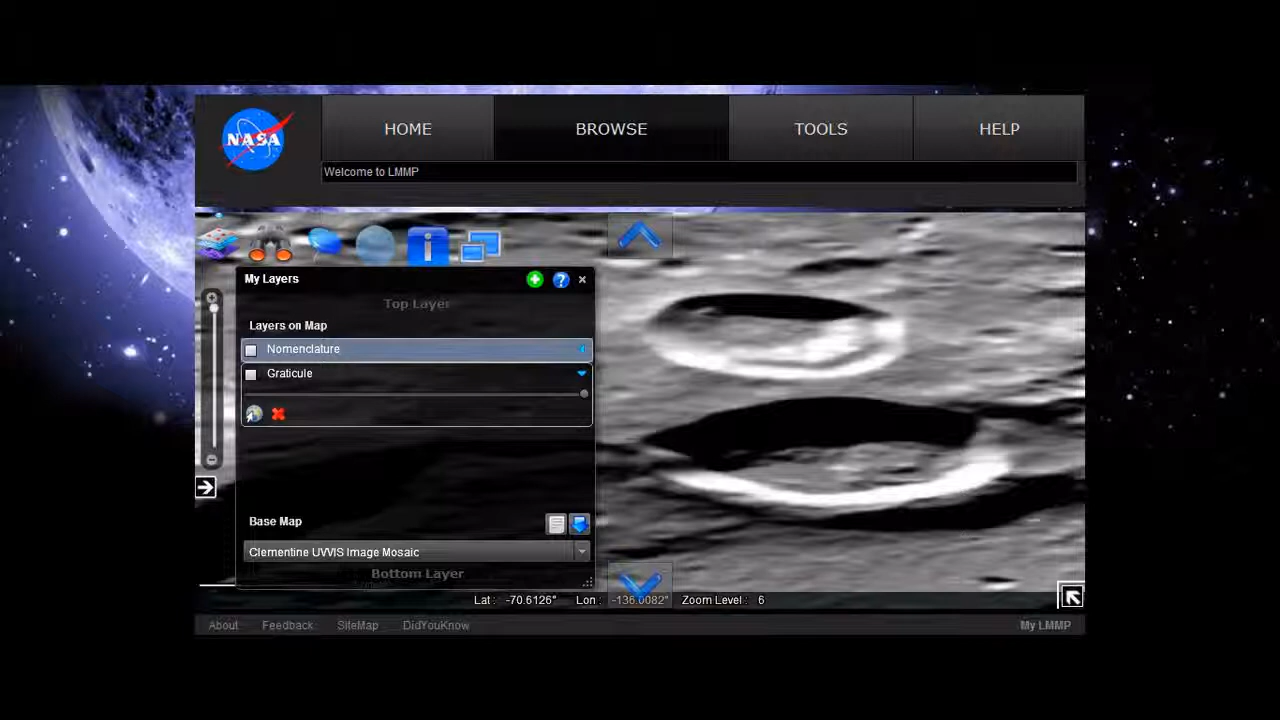 NASA
HOME BROWSE TOOLS HELP
Welcome to LMMP
My Layers
Top Layer
Layers on Map
Nomenclature
Graticule
Base Map
Clementine UVVIS Image Mosaic
Bottom Layer
Lat : -70.6126° Lon : -136.0082° Zoom Level : 6
About Feedback SiteMap DidYouKnow My LMMP